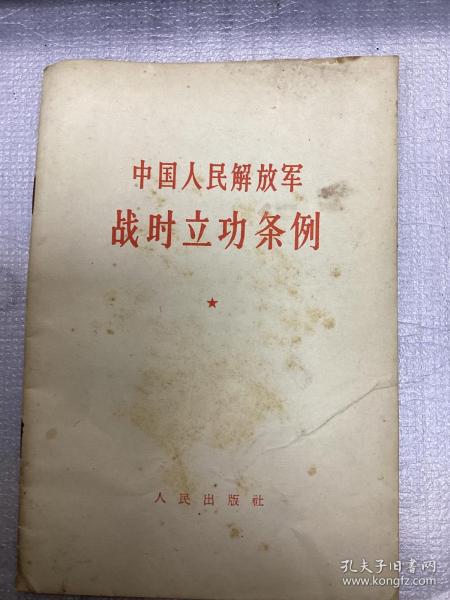 中国人民解放军
战时立功条例
★
人民出版社
孔夫子旧书网
www.kongfz.com